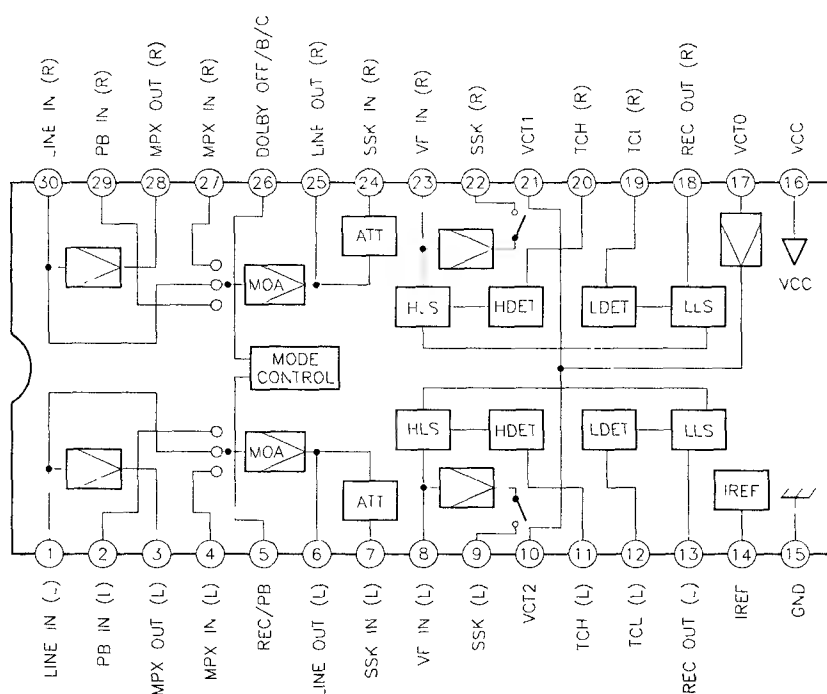 LINE IN (R)
PB IN (R)
MPX OUT (R)
MPX IN (R)
DOLBY OFF/B/C
LINE OUT (R)
SSK IN (R)
VF IN (R)
SSK (R)
VCT1
TCH (R)
TCL (R)
REC OUT (R)
VCTO
VCC
30
29
28
27
26
25
24
23
22
21
20
19
18
17
16
ATT
VCC
MOA
HLS
HDET
LDET
LLS
MODE
CONTROL
MOA
HLS
HDET
LDET
LLS
ATT
IREF
1
2
3
4
5
6
7
8
9
10
11
12
13
14
15
LINE IN (L)
PB IN (L)
MPX OUT (L)
MPX IN (L)
REC/PB
LINE OUT (L)
SSK IN (L)
VF IN (L)
SSK (L)
VCT2
TCH (L)
TCL (L)
REC OUT (L)
IREF
GND